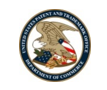 UNITED STATES PATENT AND TRADEMARK OFFICE
DEPARTMENT OF COMMERCE